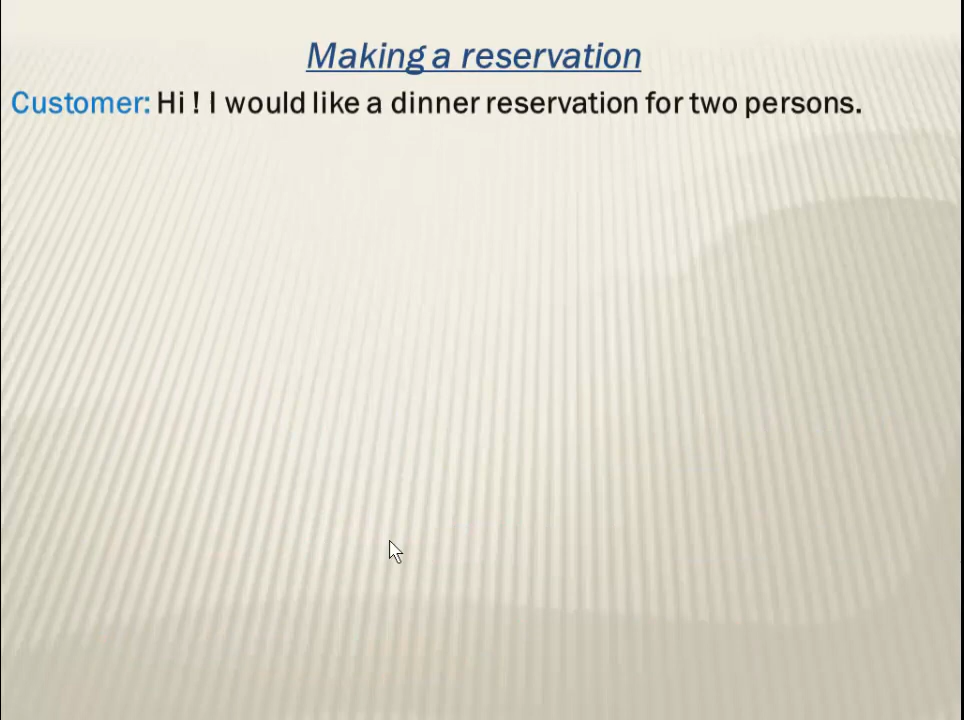 Making a reservation
Customer: Hi ! I would like a dinner reservation for two persons.